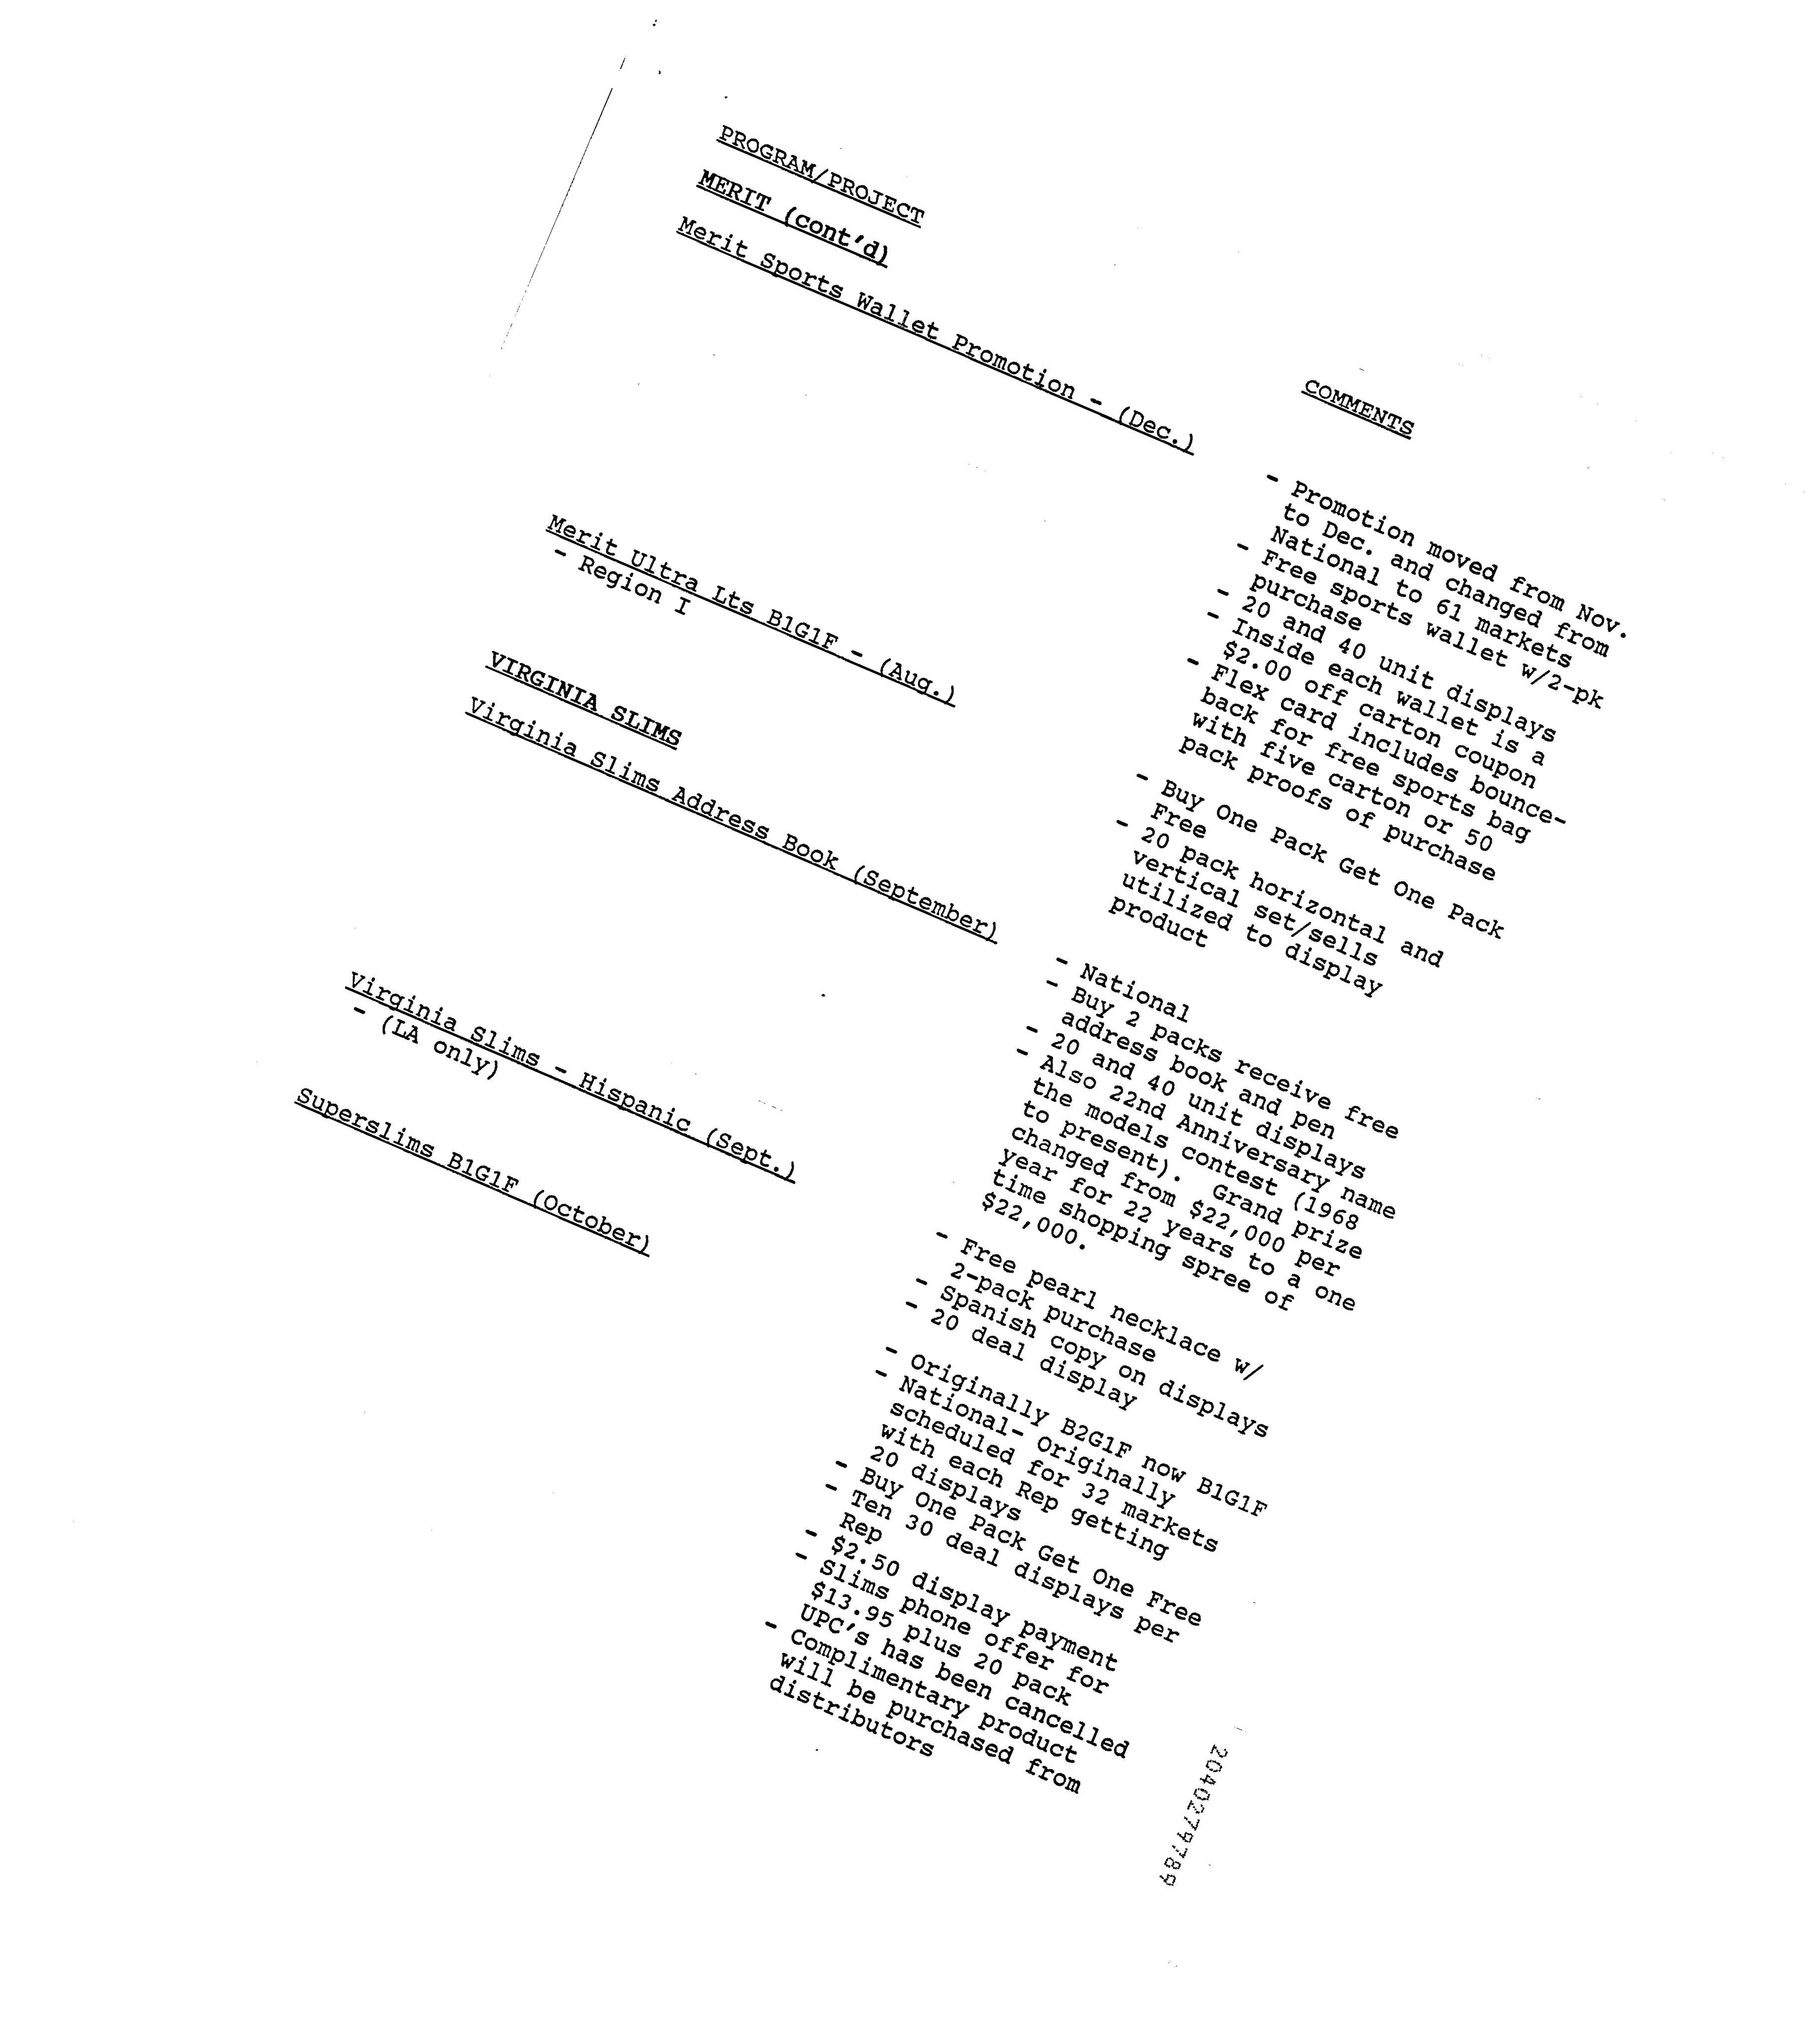 PROGRAM/PROJECT
COMMENTS
MERIT (cont'd)
Merit Sports Wallet Promotion - (Dec.)
- Promotion moved from Nov.
to Dec. and changed from
National to 61 markets
- Free sports wallet w/2-pk
purchase
- 20 and 40 unit displays
- Inside each wallet is a
$2.00 off carton coupon
- Flex card includes bounce-
back for free sports bag
with five carton or 50
pack proofs of purchase
Merit Ultra Lts B1G1F - (Aug.)
- Region I
- Buy One Pack Get One Pack
Free
- 20 pack horizontal and
vertical set/sells
utilized to display
product
VIRGINIA SLIMS
Virginia Slims Address Book (September)
- National
- Buy 2 packs receive free
address book and pen
- 20 and 40 unit displays
- Also 22nd Anniversary name
the models contest (1968
to present). Grand prize
changed from $22,000 per
year for 22 years to a one
time shopping spree of
$22,000.
Virginia Slims - Hispanic (Sept.)
- (LA only)
- Free pearl necklace w/
2-pack purchase
- Spanish copy on displays
- 20 deal display
Superslims B1G1F (October)
- Originally B2G1F now B1G1F
- National- Originally
scheduled for 32 markets
with each Rep getting
20 displays
- Buy One Pack Get One Free
- Ten 30 deal displays per
Rep
- $2.50 display payment
- Slims phone offer for
$13.95 plus 20 pack
UPC's has been cancelled
- Complimentary product
will be purchased from
distributors
2040279789